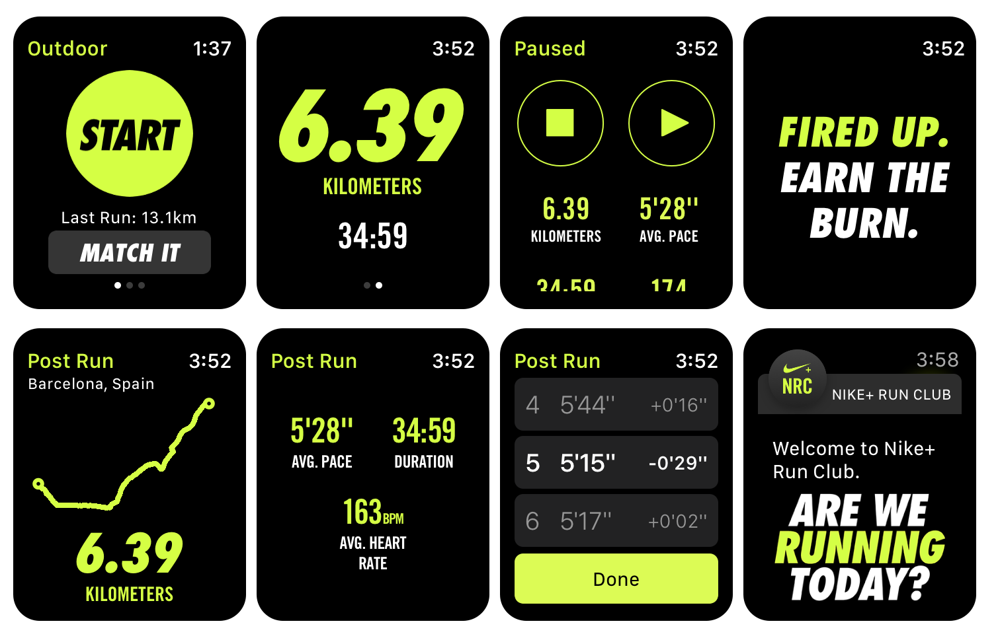 Outdoor 1:37
START
Last Run: 13.1km
MATCH IT
3:52
6.39
KILOMETERS
34:59
Paused 3:52
6.39 5'28"
KILOMETERS AVG. PACE
34:59 174
3:52
FIRED UP.
EARN THE
BURN.
Post Run 3:52
Barcelona, Spain
6.39
KILOMETERS
Post Run 3:52
5'28" 34:59
AVG. PACE DURATION
163BPM
AVG. HEART
RATE
Post Run 3:52
4 5'44" +0'16"
5 5'15" -0'29"
6 5'17" +0'02"
Done
3:58
NRC
NIKE+ RUN CLUB
Welcome to Nike+
Run Club.
ARE WE
RUNNING
TODAY?